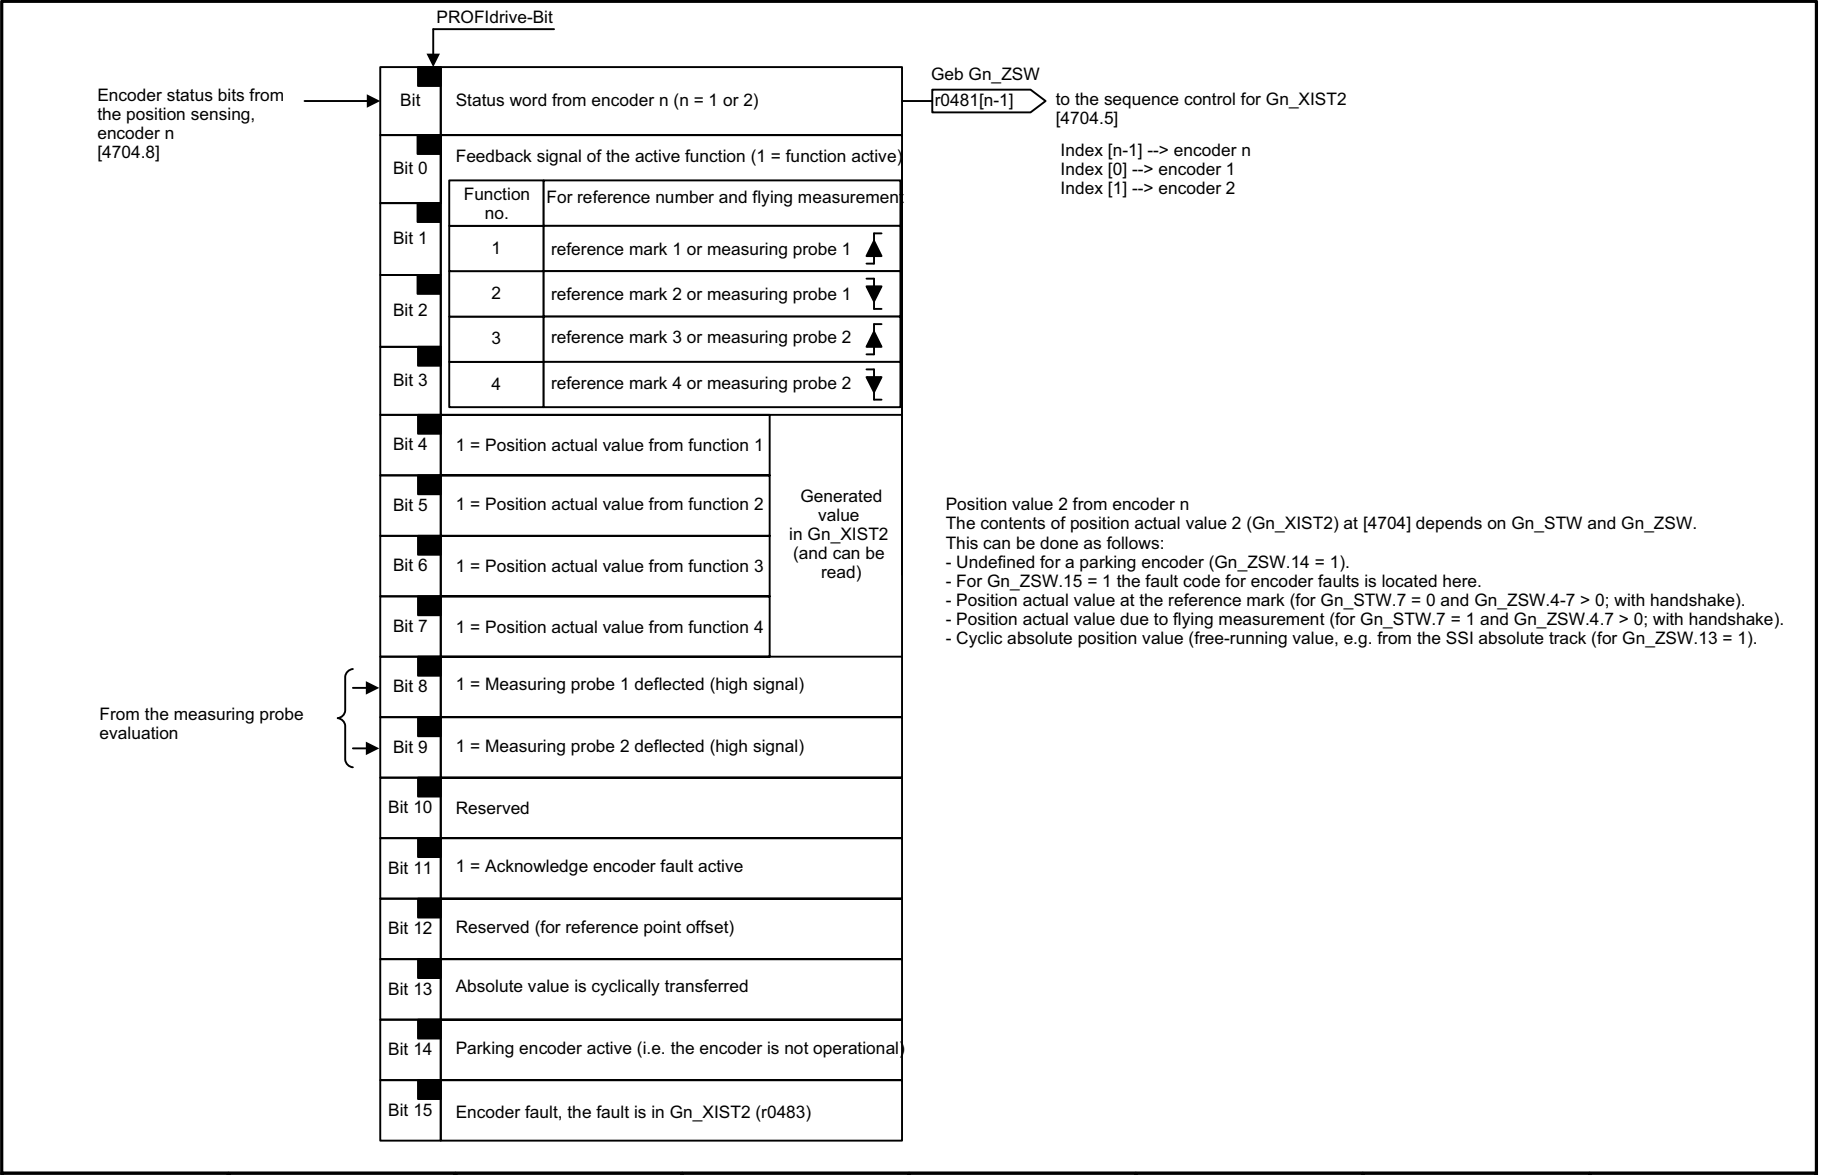 PROFIdrive-Bit
Encoder status bits from
the position sensing,
encoder n
[4704.8]
Bit
Status word from encoder n (n = 1 or 2)
Geb Gn_ZSW
r0481[n-1]
to the sequence control for Gn_XIST2
[4704.5]
Index [n-1] --> encoder n
Index [0] --> encoder 1
Index [1] --> encoder 2
Bit 0
Feedback signal of the active function (1 = function active)
Function
no.
For reference number and flying measurement
Bit 1
1
reference mark 1 or measuring probe 1
Bit 2
2
reference mark 2 or measuring probe 1
3
reference mark 3 or measuring probe 2
Bit 3
4
reference mark 4 or measuring probe 2
Bit 4
1 = Position actual value from function 1
Bit 5
1 = Position actual value from function 2
Bit 6
1 = Position actual value from function 3
Bit 7
1 = Position actual value from function 4
Generated
value
in Gn_XIST2
(and can be
read)
Position value 2 from encoder n
The contents of position actual value 2 (Gn_XIST2) at [4704] depends on Gn_STW and Gn_ZSW.
This can be done as follows:
- Undefined for a parking encoder (Gn_ZSW.14 = 1).
- For Gn_ZSW.15 = 1 the fault code for encoder faults is located here.
- Position actual value at the reference mark (for Gn_STW.7 = 0 and Gn_ZSW.4-7 > 0; with handshake).
- Position actual value due to flying measurement (for Gn_STW.7 = 1 and Gn_ZSW.4.7 > 0; with handshake).
- Cyclic absolute position value (free-running value, e.g. from the SSI absolute track (for Gn_ZSW.13 = 1).
From the measuring probe
evaluation
Bit 8
1 = Measuring probe 1 deflected (high signal)
Bit 9
1 = Measuring probe 2 deflected (high signal)
Bit 10
Reserved
Bit 11
1 = Acknowledge encoder fault active
Bit 12
Reserved (for reference point offset)
Bit 13
Absolute value is cyclically transferred
Bit 14
Parking encoder active (i.e. the encoder is not operational)
Bit 15
Encoder fault, the fault is in Gn_XIST2 (r0483)